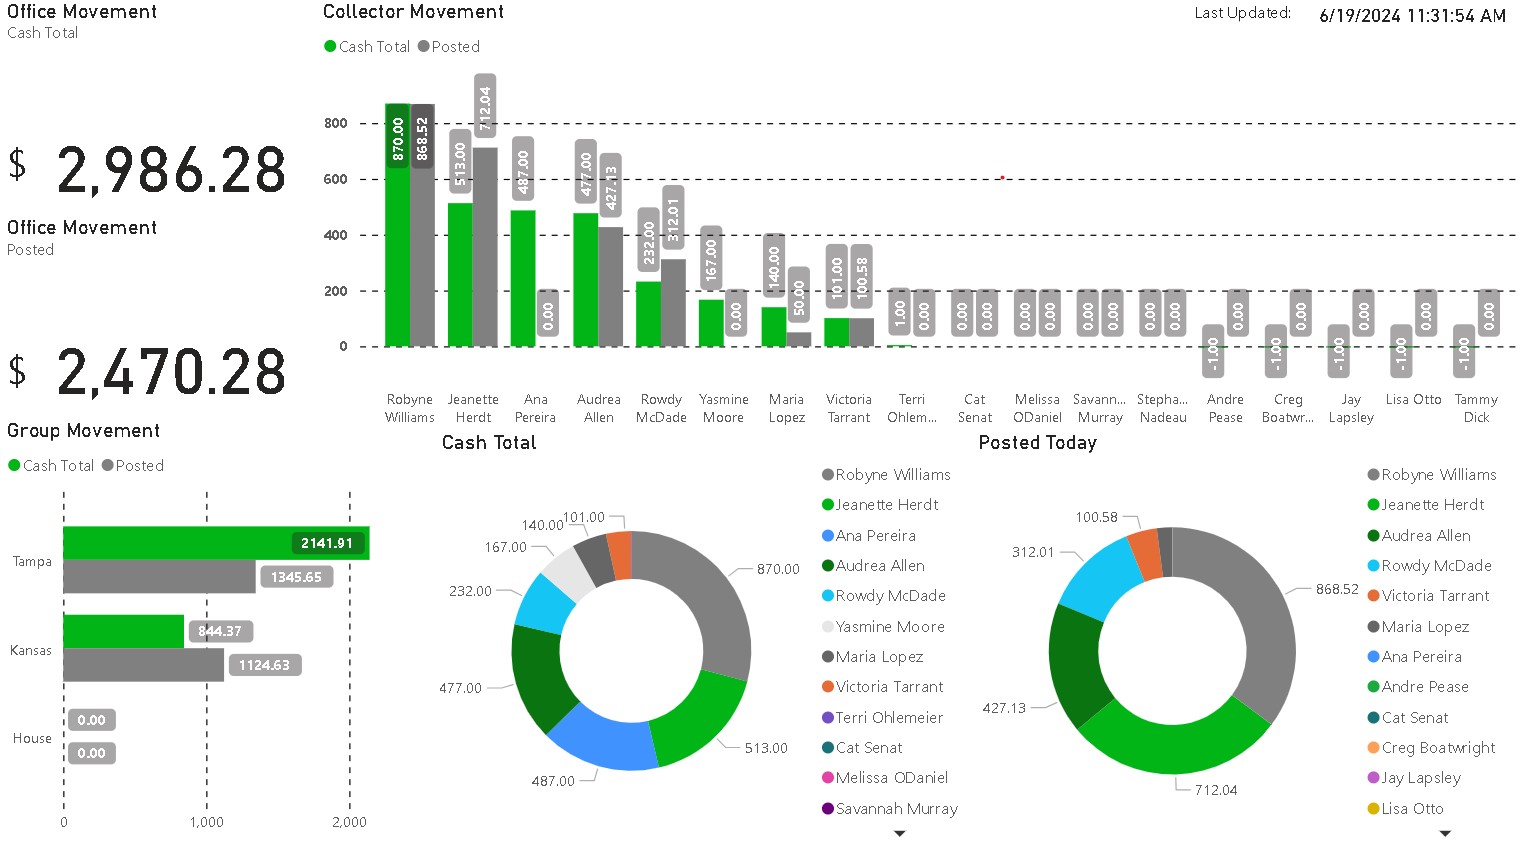 Office Movement
Cash Total
$ 2,986.28
Office Movement
Posted
$ 2,470.28
Collector Movement
Cash Total Posted
Last Updated: 6/19/2024 11:31:54 AM
800
600
400
200
0
870.00
868.52
513.00
712.04
487.00
0.00
477.00
427.13
232.00
312.01
167.00
0.00
140.00
50.00
101.00
100.58
1.00
0.00
0.00
0.00
0.00
0.00
0.00
0.00
0.00
0.00
-1.00
0.00
-1.00
0.00
-1.00
0.00
-1.00
0.00
-1.00
0.00
Robyne
Williams
Jeanette
Herdt
Ana
Pereira
Audrea
Allen
Rowdy
McDade
Yasmine
Moore
Maria
Lopez
Victoria
Tarrant
Terri
Ohlem...
Cat
Senat
Melissa
ODaniel
Savann...
Murray
Stepha...
Nadeau
Andre
Pease
Creg
Boatwr...
Jay
Lapsley
Lisa Otto
Tammy
Dick
Group Movement
Cash Total Posted
Tampa
2141.91
1345.65
Kansas
844.37
1124.63
House
0.00
0.00
0
1,000
2,000
Cash Total
870.00
513.00
487.00
477.00
232.00
167.00
140.00
101.00
Robyne Williams
Jeanette Herdt
Ana Pereira
Audrea Allen
Rowdy McDade
Yasmine Moore
Maria Lopez
Victoria Tarrant
Terri Ohlemeier
Cat Senat
Melissa ODaniel
Savannah Murray
Posted Today
868.52
712.04
427.13
312.01
100.58
Robyne Williams
Jeanette Herdt
Audrea Allen
Rowdy McDade
Victoria Tarrant
Maria Lopez
Ana Pereira
Andre Pease
Cat Senat
Creg Boatwright
Jay Lapsley
Lisa Otto